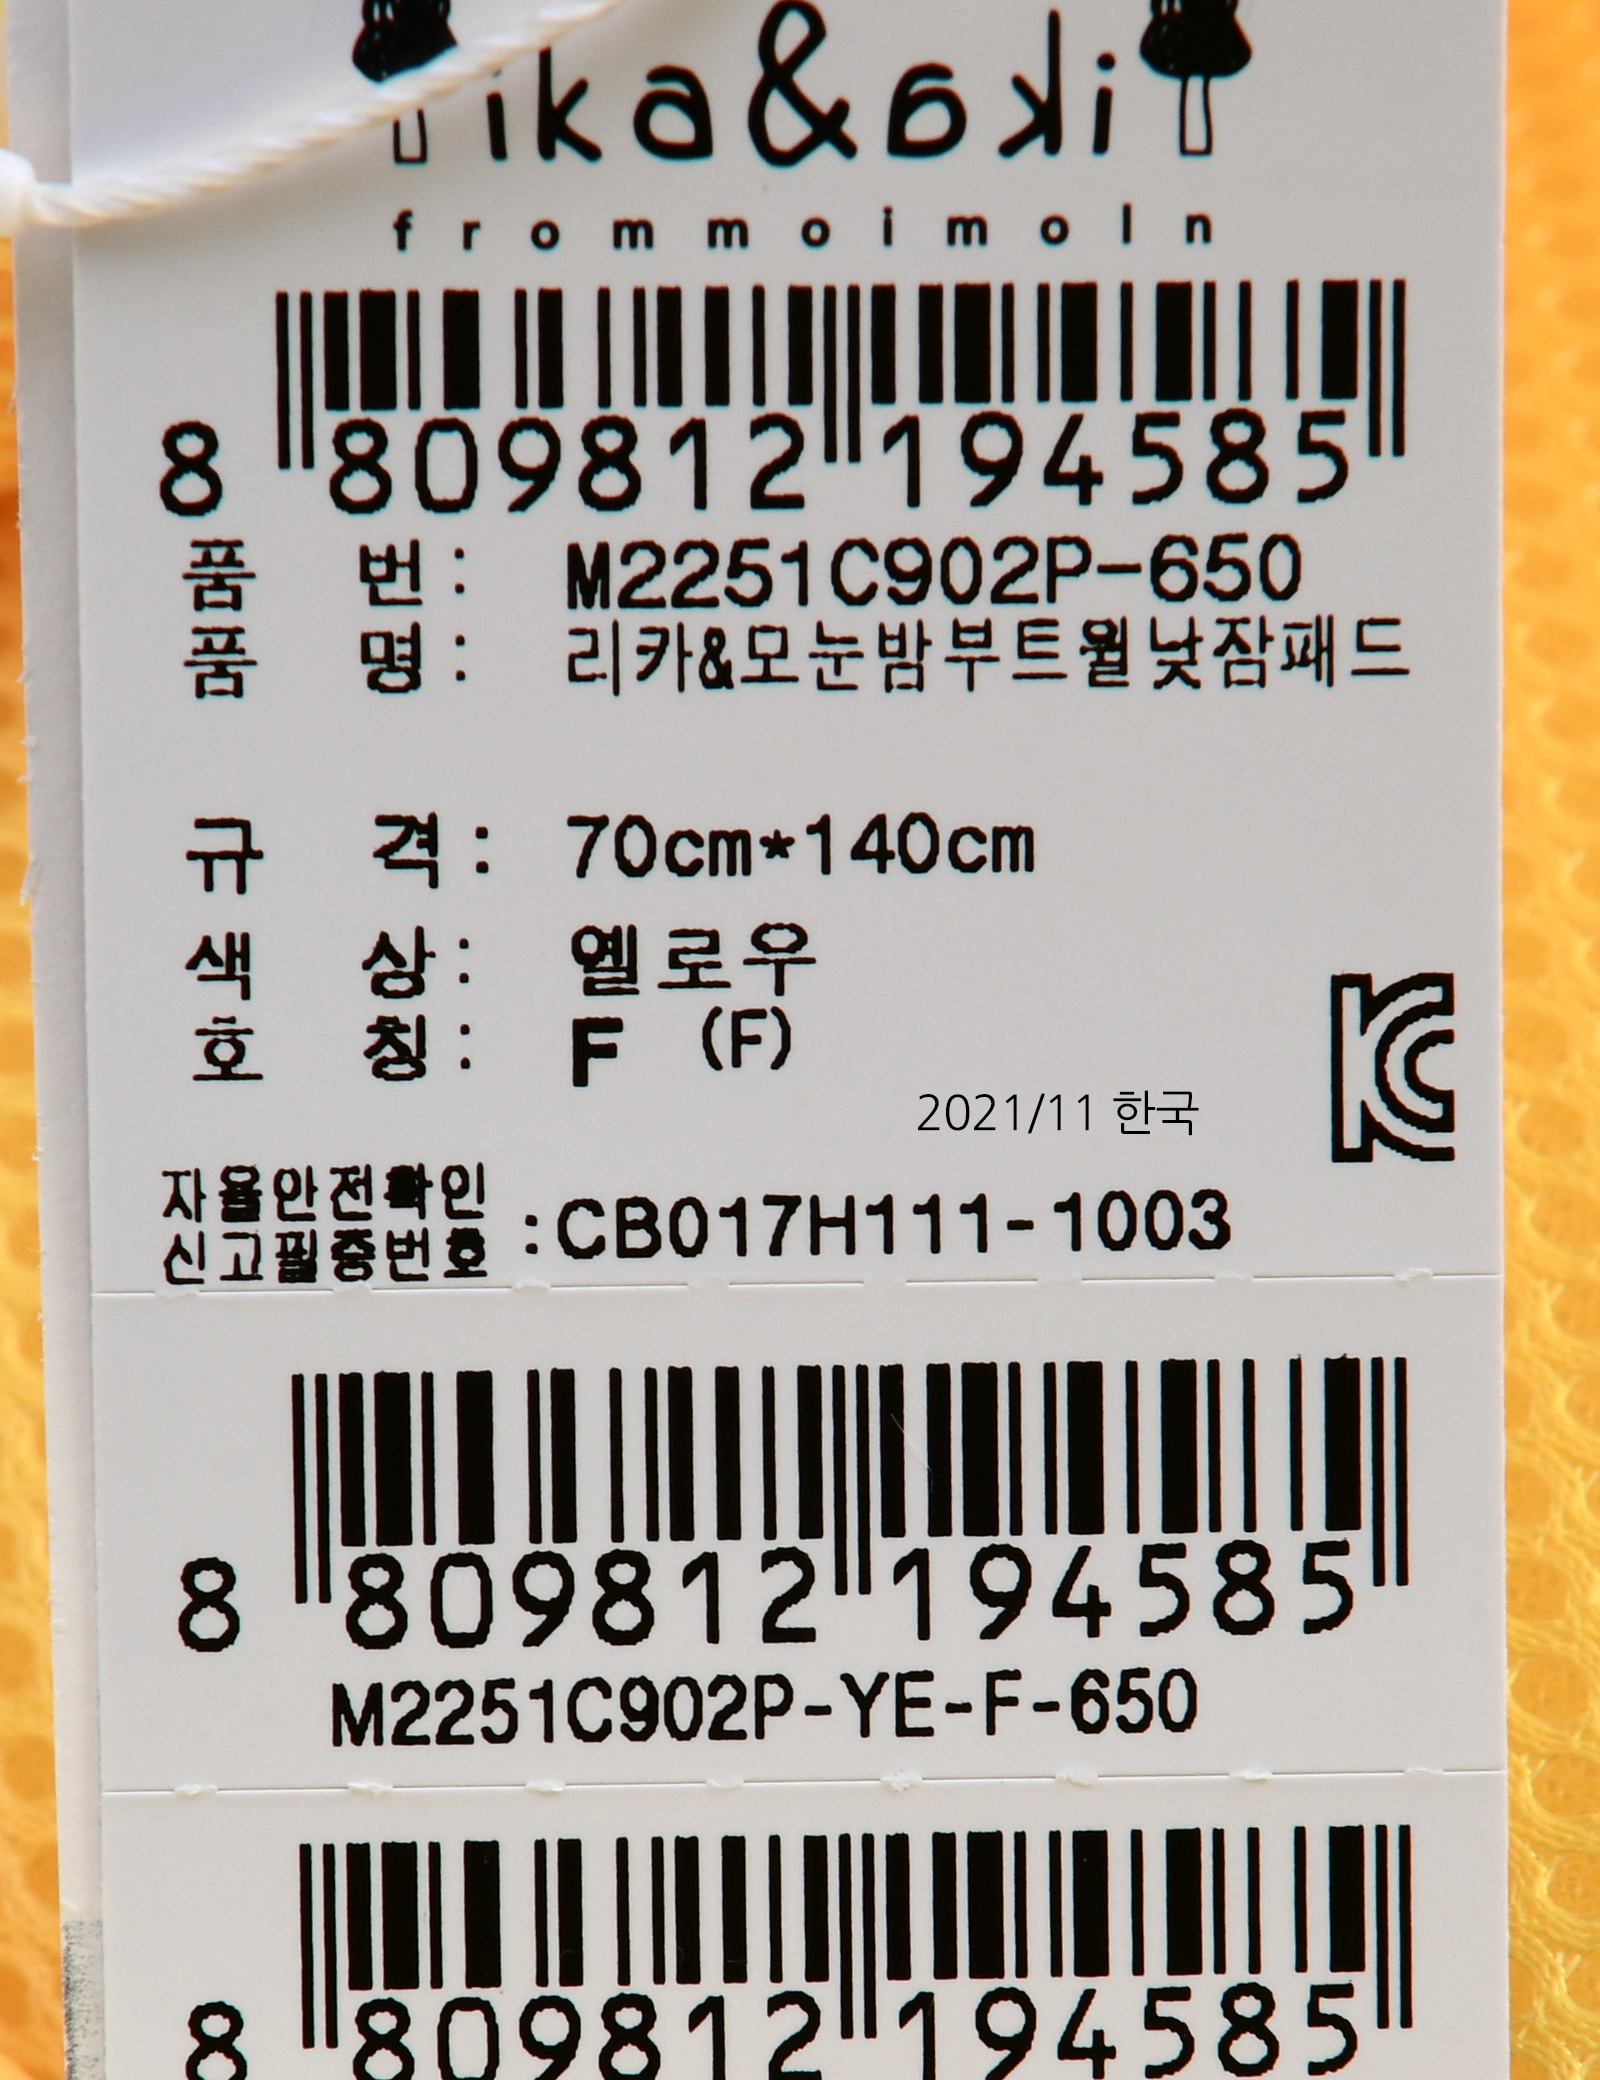 ika&aki
frommoimoln
8 809812 194585
품 번: M2251C902P-650
품 명: 리카&모눈밤부트윌낮잠패드
규 격: 70cm*140cm
색 상: 옐로우
호 칭: F (F)
2021/11 한국
자율안전확인
신고필증번호 :CB017H111-1003
8 809812 194585
M2251C902P-YE-F-650
8 809812 194585